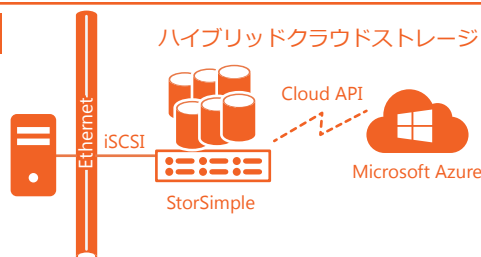 ハイブリッドクラウドストレージ
Ethernet
iSCSI
Cloud API
StorSimple
Microsoft Azure